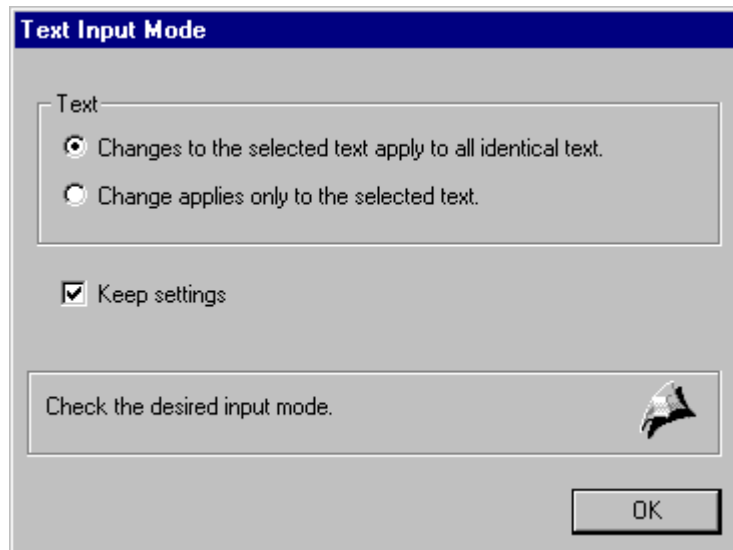 Text Input Mode
Text
Changes to the selected text apply to all identical text.
Change applies only to the selected text.
Keep settings
Check the desired input mode.
OK